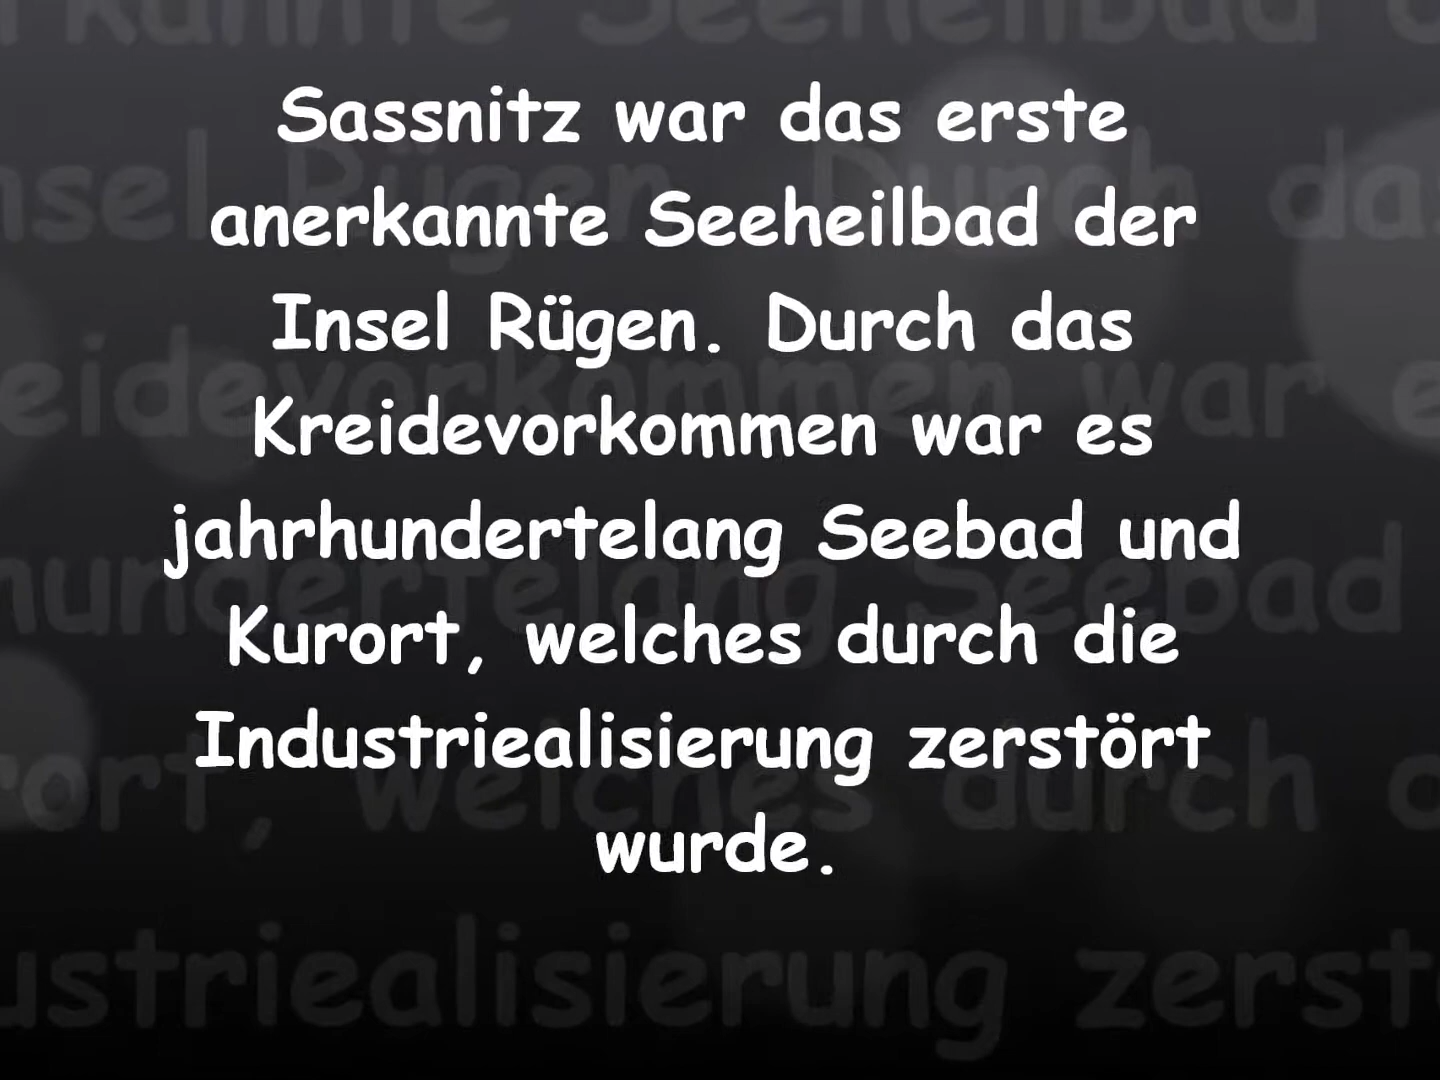 Sassnitz war das erste
anerkannte Seeheilbad der
Insel Rügen. Durch das
Kreidevorkommen war es
jahrhundertelang Seebad und
Kurort, welches durch die
Industriealisierung zerstört
wurde.